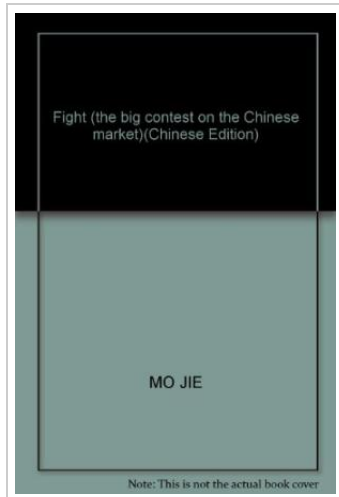 Fight (the big contest on the Chinese
market)(Chinese Edition)
MO JIE
Note: This is not the actual book cover